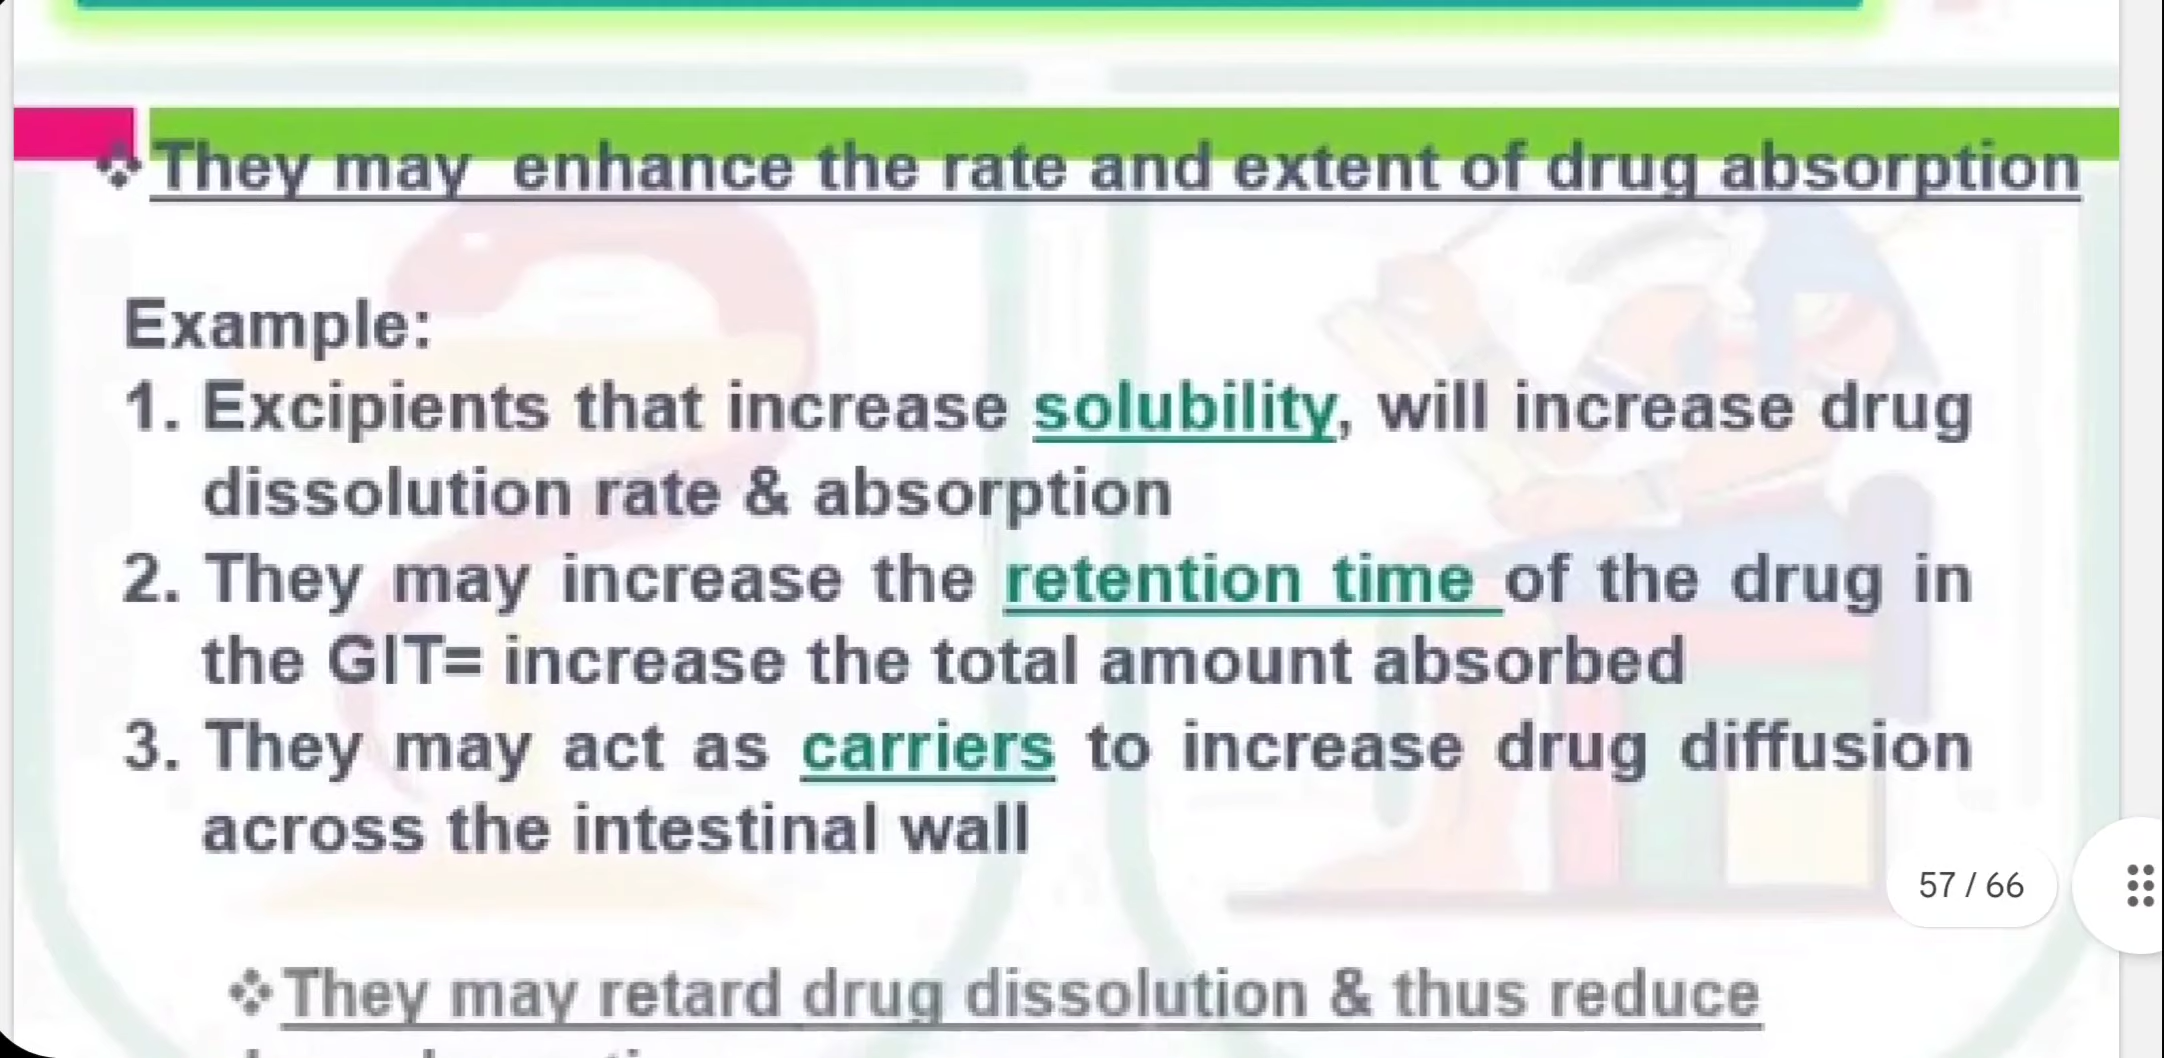 ❖They may enhance the rate and extent of drug absorption
Example:
1. Excipients that increase solubility, will increase drug
dissolution rate & absorption
2. They may increase the retention time of the drug in
the GIT= increase the total amount absorbed
3. They may act as carriers to increase drug diffusion
across the intestinal wall
57 / 66
❖They may retard drug dissolution & thus reduce